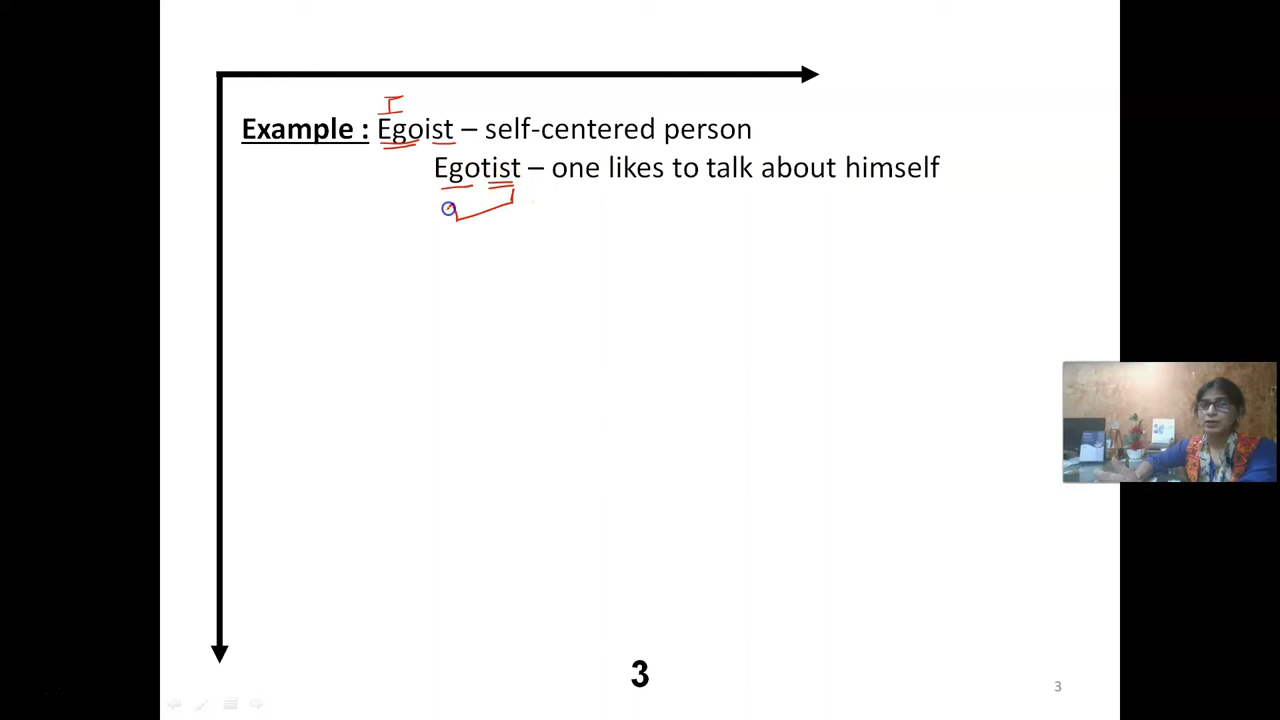 I
Example : Egoist – self-centered person
Egotist – one likes to talk about himself
3
3